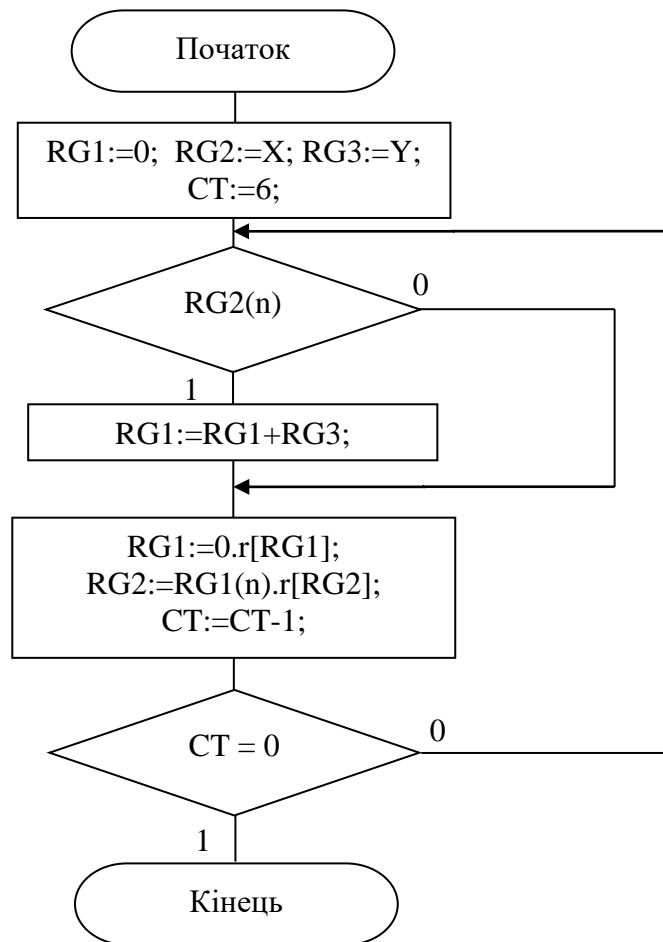 Початок
RG1:=0; RG2:=X; RG3:=Y;
CT:=6;
RG2(n)
0
1
RG1:=RG1+RG3;
RG1:=0.r[RG1];
RG2:=RG1(n).r[RG2];
CT:=CT-1;
CT = 0
0
1
Кінець